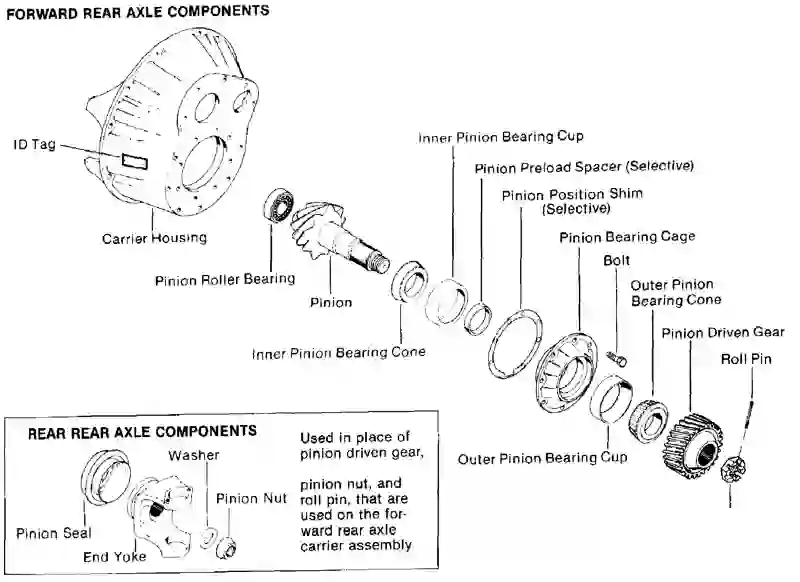 FORWARD REAR AXLE COMPONENTS
ID Tag
Carrier Housing
Inner Pinion Bearing Cup
Pinion Preload Spacer (Selective)
Pinion Position Shim
(Selective)
Pinion Bearing Cage
Bolt
Outer Pinion
Bearing Cone
Pinion Driven Gear
Roll Pin
Pinion Roller Bearing
Pinion
Inner Pinion Bearing Cone
Outer Pinion Bearing Cup
REAR REAR AXLE COMPONENTS
Washer
Pinion Nut
Pinion Seal
End Yoke
Used in place of
pinion driven gear,
pinion nut, and
roll pin, that are
used on the for-
ward rear axle
carrier assembly